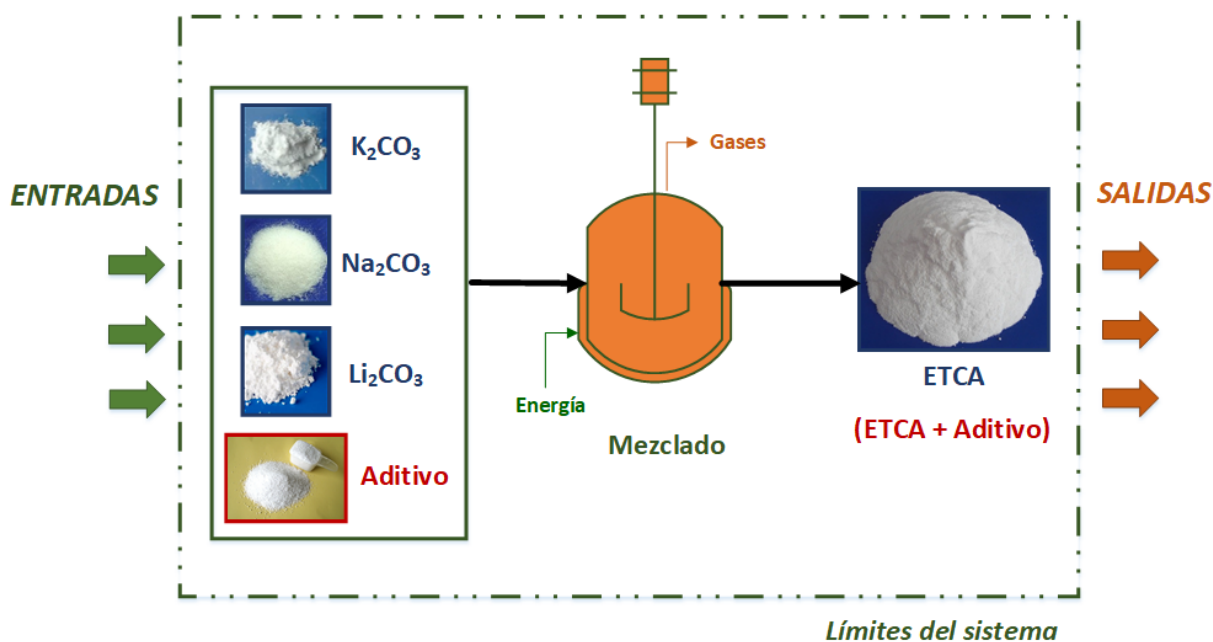 ENTRADAS
K₂CO₃
Na₂CO₃
Li₂CO₃
Aditivo
Gases
Energía
Mezclado
ETCA
(ETCA + Aditivo)
SALIDAS
Límites del sistema